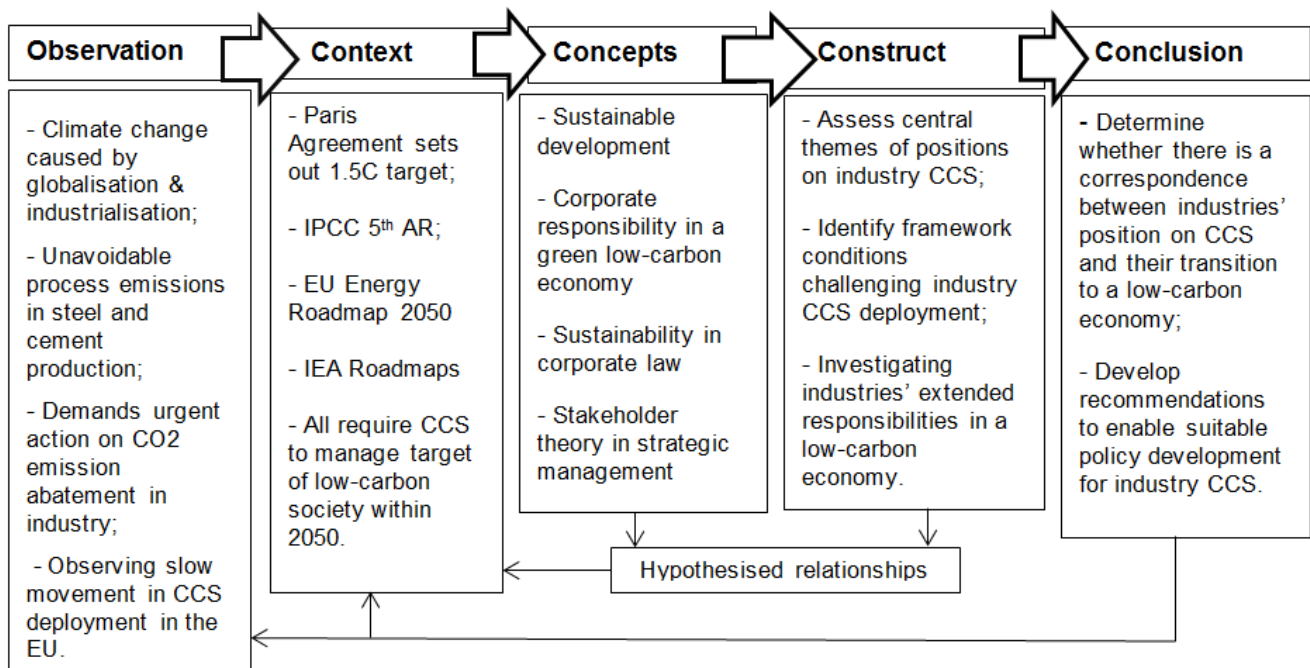 Observation
- Climate change
caused by
globalisation &
industrialisation;
- Unavoidable
process emissions
in steel and
cement
production;
- Demands urgent
action on CO2
emission
abatement in
industry;
- Observing slow
movement in CCS
deployment in the
EU.
Context
- Paris
Agreement sets
out 1.5C target;
- IPCC 5th AR;
- EU Energy
Roadmap 2050
- IEA Roadmaps
- All require CCS
to manage target
of low-carbon
society within
2050.
Concepts
- Sustainable
development
- Corporate
responsibility in a
green low-carbon
economy
- Sustainability in
corporate law
- Stakeholder
theory in strategic
management
Construct
- Assess central
themes of positions
on industry CCS;
- Identify framework
conditions
challenging industry
CCS deployment;
- Investigating
industries’ extended
responsibilities in a
low-carbon
economy.
Conclusion
- Determine
whether there is a
correspondence
between industries’
position on CCS
and their transition
to a low-carbon
economy;
- Develop
recommendations
to enable suitable
policy development
for industry CCS.
Hypothesised relationships